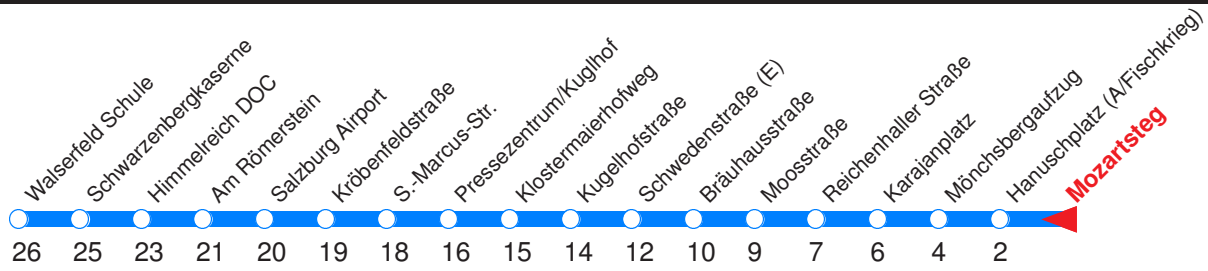 Walserfeld Schule
Schwarzenbergkaserne
Himmelreich DOC
Am Römerstein
Salzburg Airport
Kröbenfeldstraße
S.-Marcus-Str.
Pressezentrum/Kuglhof
Klostermaierhofweg
Kugelhofstraße
Schwedenstraße (E)
Bräuhausstraße
Moosstraße
Reichenhaller Straße
Karajanplatz
Mönchsbergaufzug
Hanuschplatz (A/Fischkrieg)
Mozartsteg
26 25 23 21 20 19 18 16 15 14 12 10 9 7 6 4 2